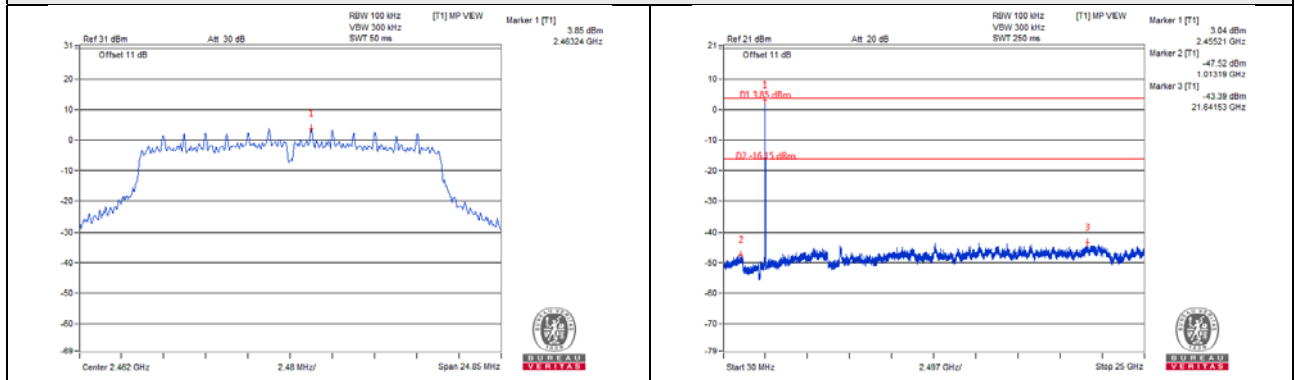 RBW 100 kHz
VBW 300 kHz
SWT 50 ms
[T1] MP VIEW
Marker 1 [T1]
3.85 dBm
2.46324 GHz
Ref 31 dBm
Att 30 dB
Offset 11 dB
31
20
10
0
-10
-20
-30
-40
-50
-60
-69
1
Center 2.462 GHz
2.48 MHz/
Span 24.85 MHz
BUREAU
VERITAS
RBW 100 kHz
VBW 300 kHz
SWT 250 ms
[T1] MP VIEW
Marker 1 [T1]
3.04 dBm
2.45521 GHz
Marker 2 [T1]
-47.52 dBm
1.01319 GHz
Marker 3 [T1]
-43.39 dBm
21.64153 GHz
Ref 21 dBm
Att 20 dB
Offset 11 dB
21
10
0
-10
-20
-30
-40
-50
-60
-70
-79
1
D1 3.85 dBm
D2 -16.15 dBm
2
3
Start 30 MHz
2.497 GHz/
Stop 25 GHz
BUREAU
VERITAS